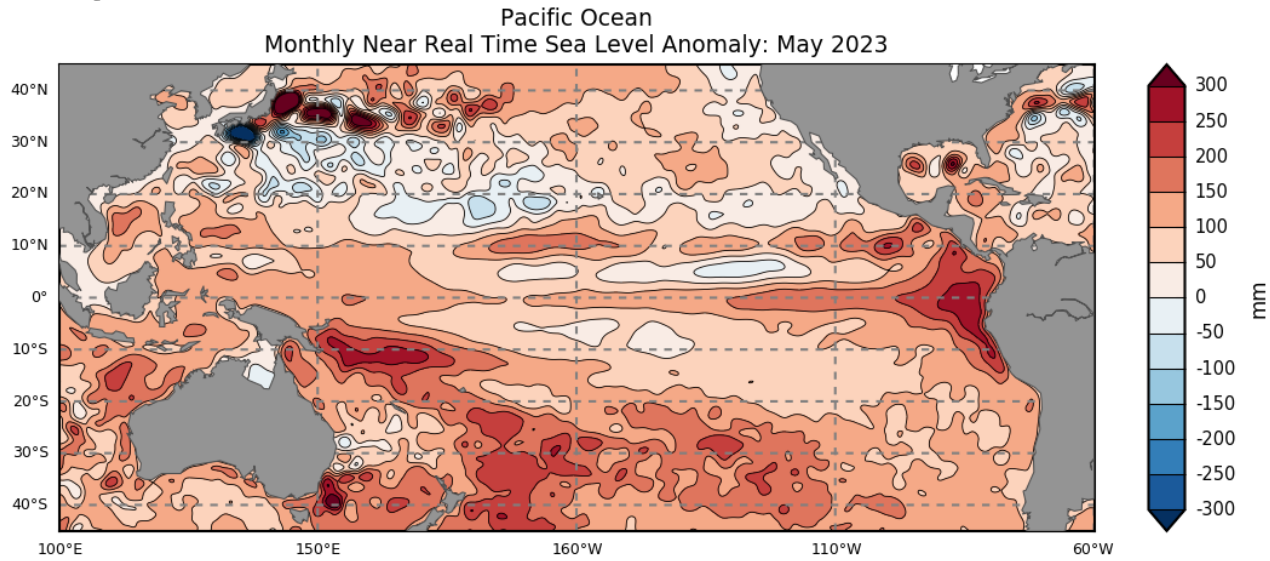 Pacific Ocean
Monthly Near Real Time Sea Level Anomaly: May 2023
40°N
30°N
20°N
10°N
0°
10°S
20°S
30°S
40°S
100°E
150°E
160°W
110°W
60°W
300
250
200
150
100
50
0
-50
-100
-150
-200
-250
-300
mm